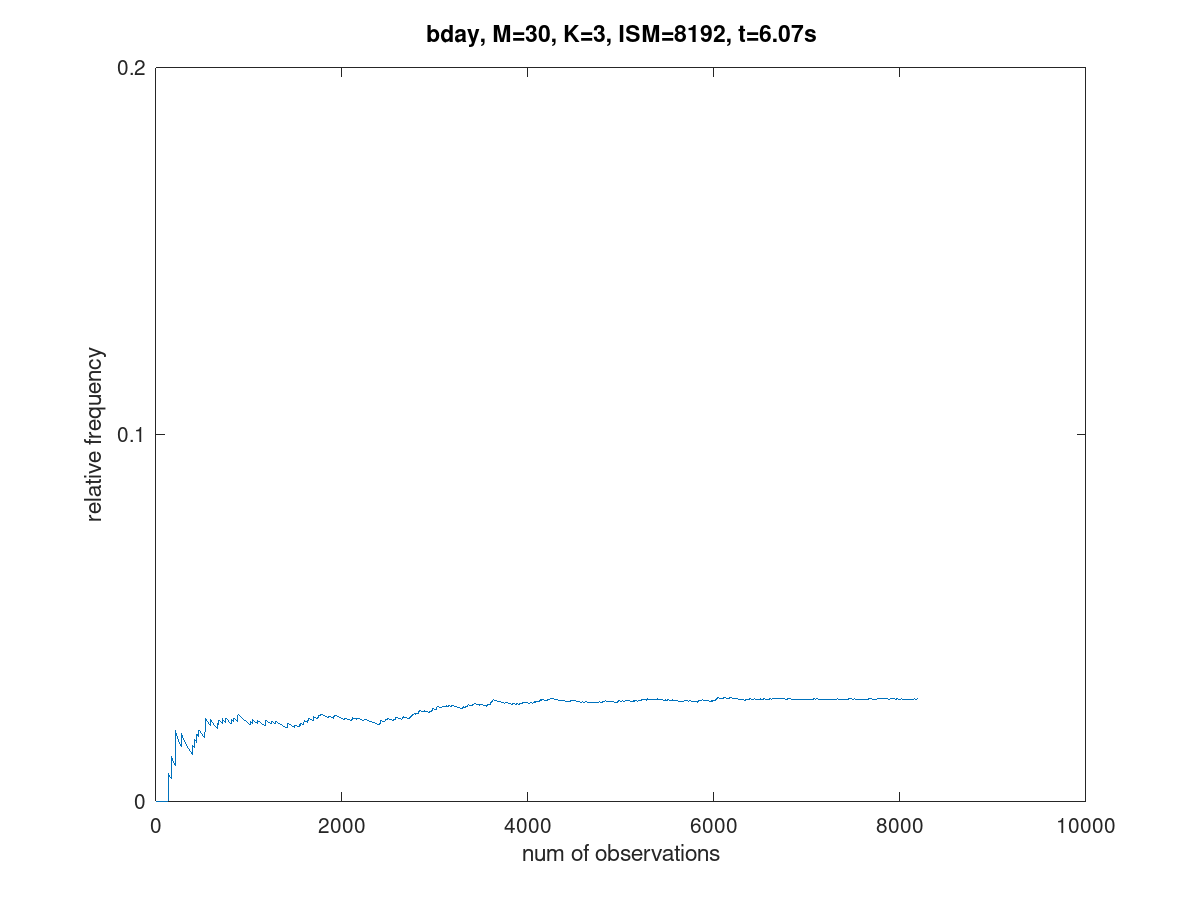 bday, M=30, K=3, ISM=8192, t=6.07s
0.2
0.1
0
relative frequency
0 2000 4000 6000 8000 10000
num of observations